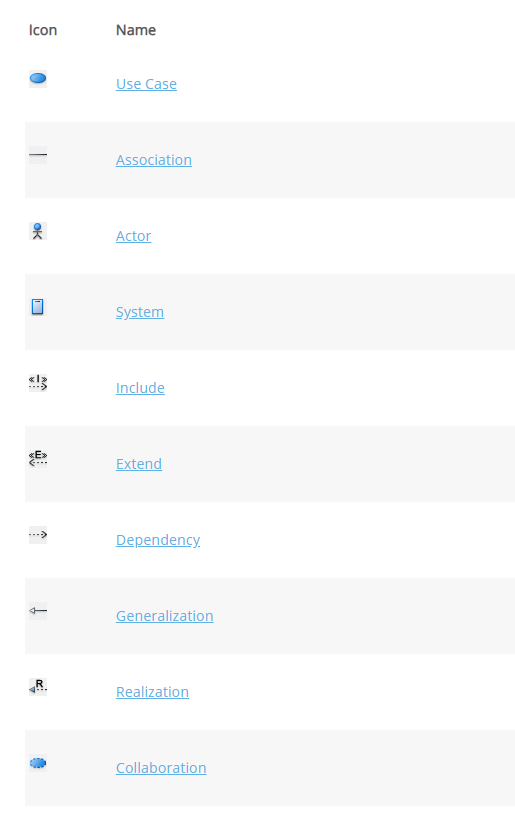 Icon Name
Use Case
Association
Actor
System
«I» Include
«E» Extend
Dependency
Generalization
R Realization
Collaboration